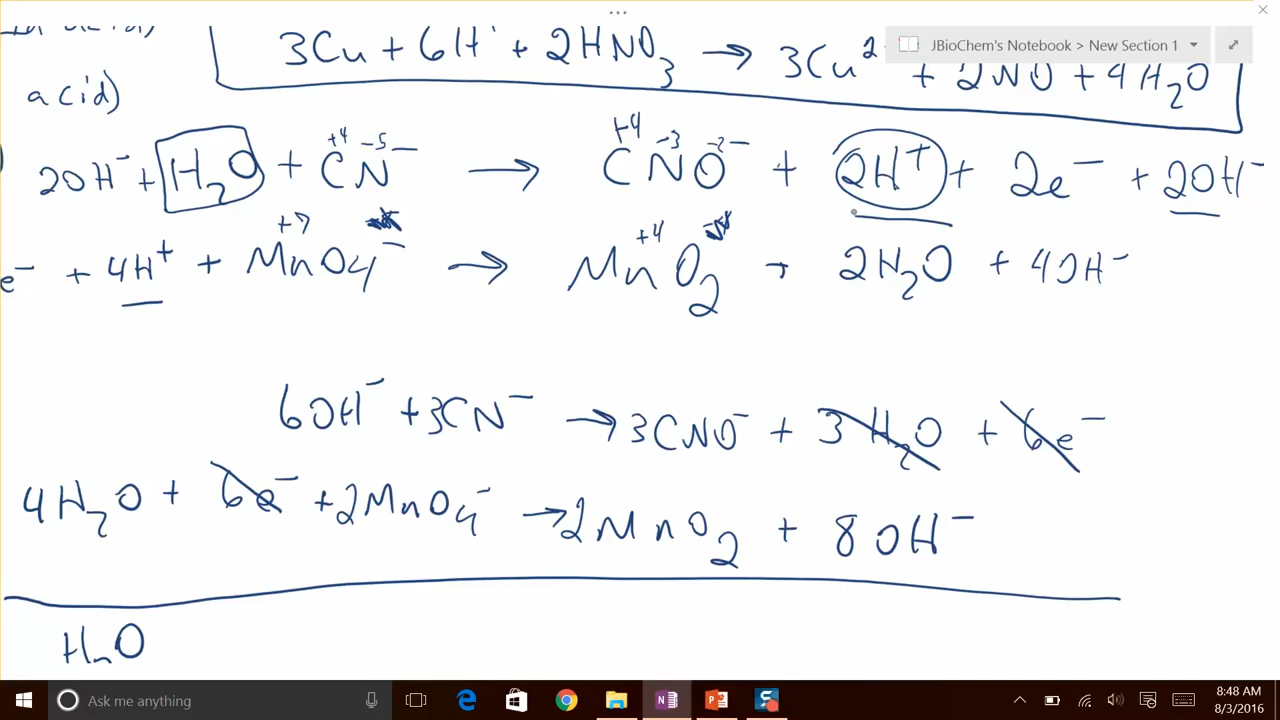 3Cu + 6H + 2HNO₃ → 3Cu² + 2NO + 4H₂O
JBioChem's Notebook > New Section 1
acid)
+4 -5 +4 -3 -2
2OH⁻ + H₂O + CN⁻ → CNO⁻ + 2H⁺ + 2e⁻ + 2OH⁻
+7 +4
e⁻ + 4H⁺ + MnO4⁻ → MnO₂ + 2H₂O + 4OH⁻
6OH⁻ + 3CN⁻ → 3CNO⁻ + 3H₂O + 6e⁻
4H₂O + 6e⁻ + 2MnO4⁻ → 2MnO₂ + 8OH⁻
H₂O
Ask me anything
8:48 AM
8/3/2016